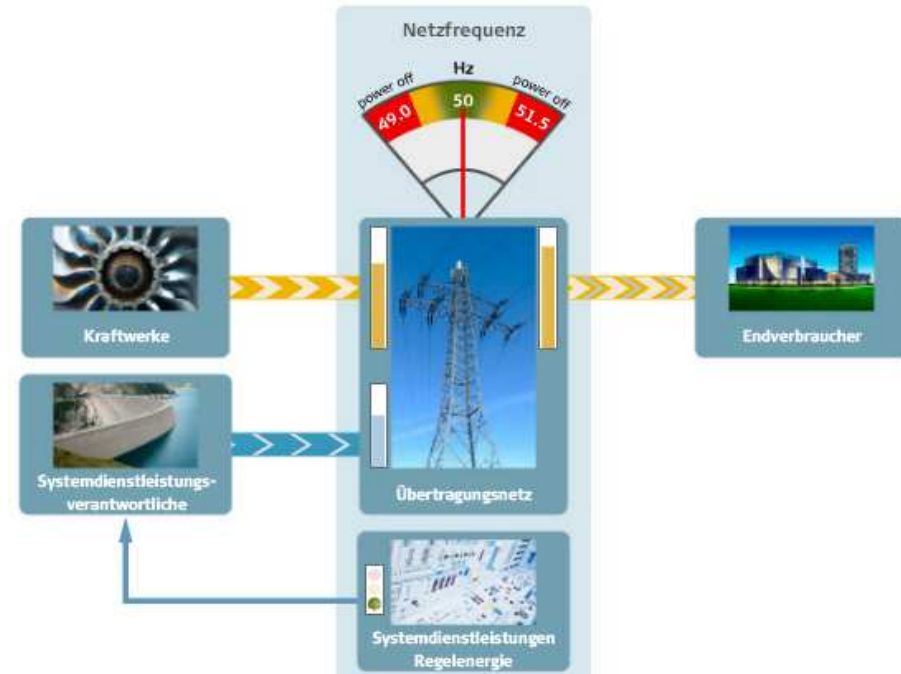 Netzfrequenz
Hz
power off
power off
49.0
50
51.5
Kraftwerke
Endverbraucher
Systemdienstleistungs-
verantwortliche
Übertragungsnetz
Systemdienstleistungen
Regelenergie